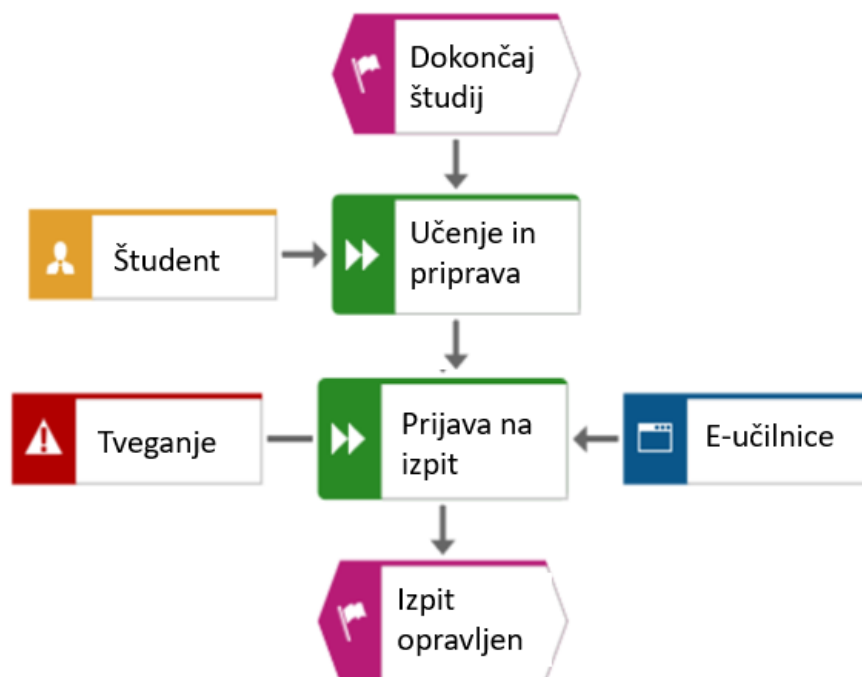 Dokončaj
študij
Študent
Učenje in
priprava
Tveganje
Prijava na
izpit
E-učilnice
Izpit
opravljen